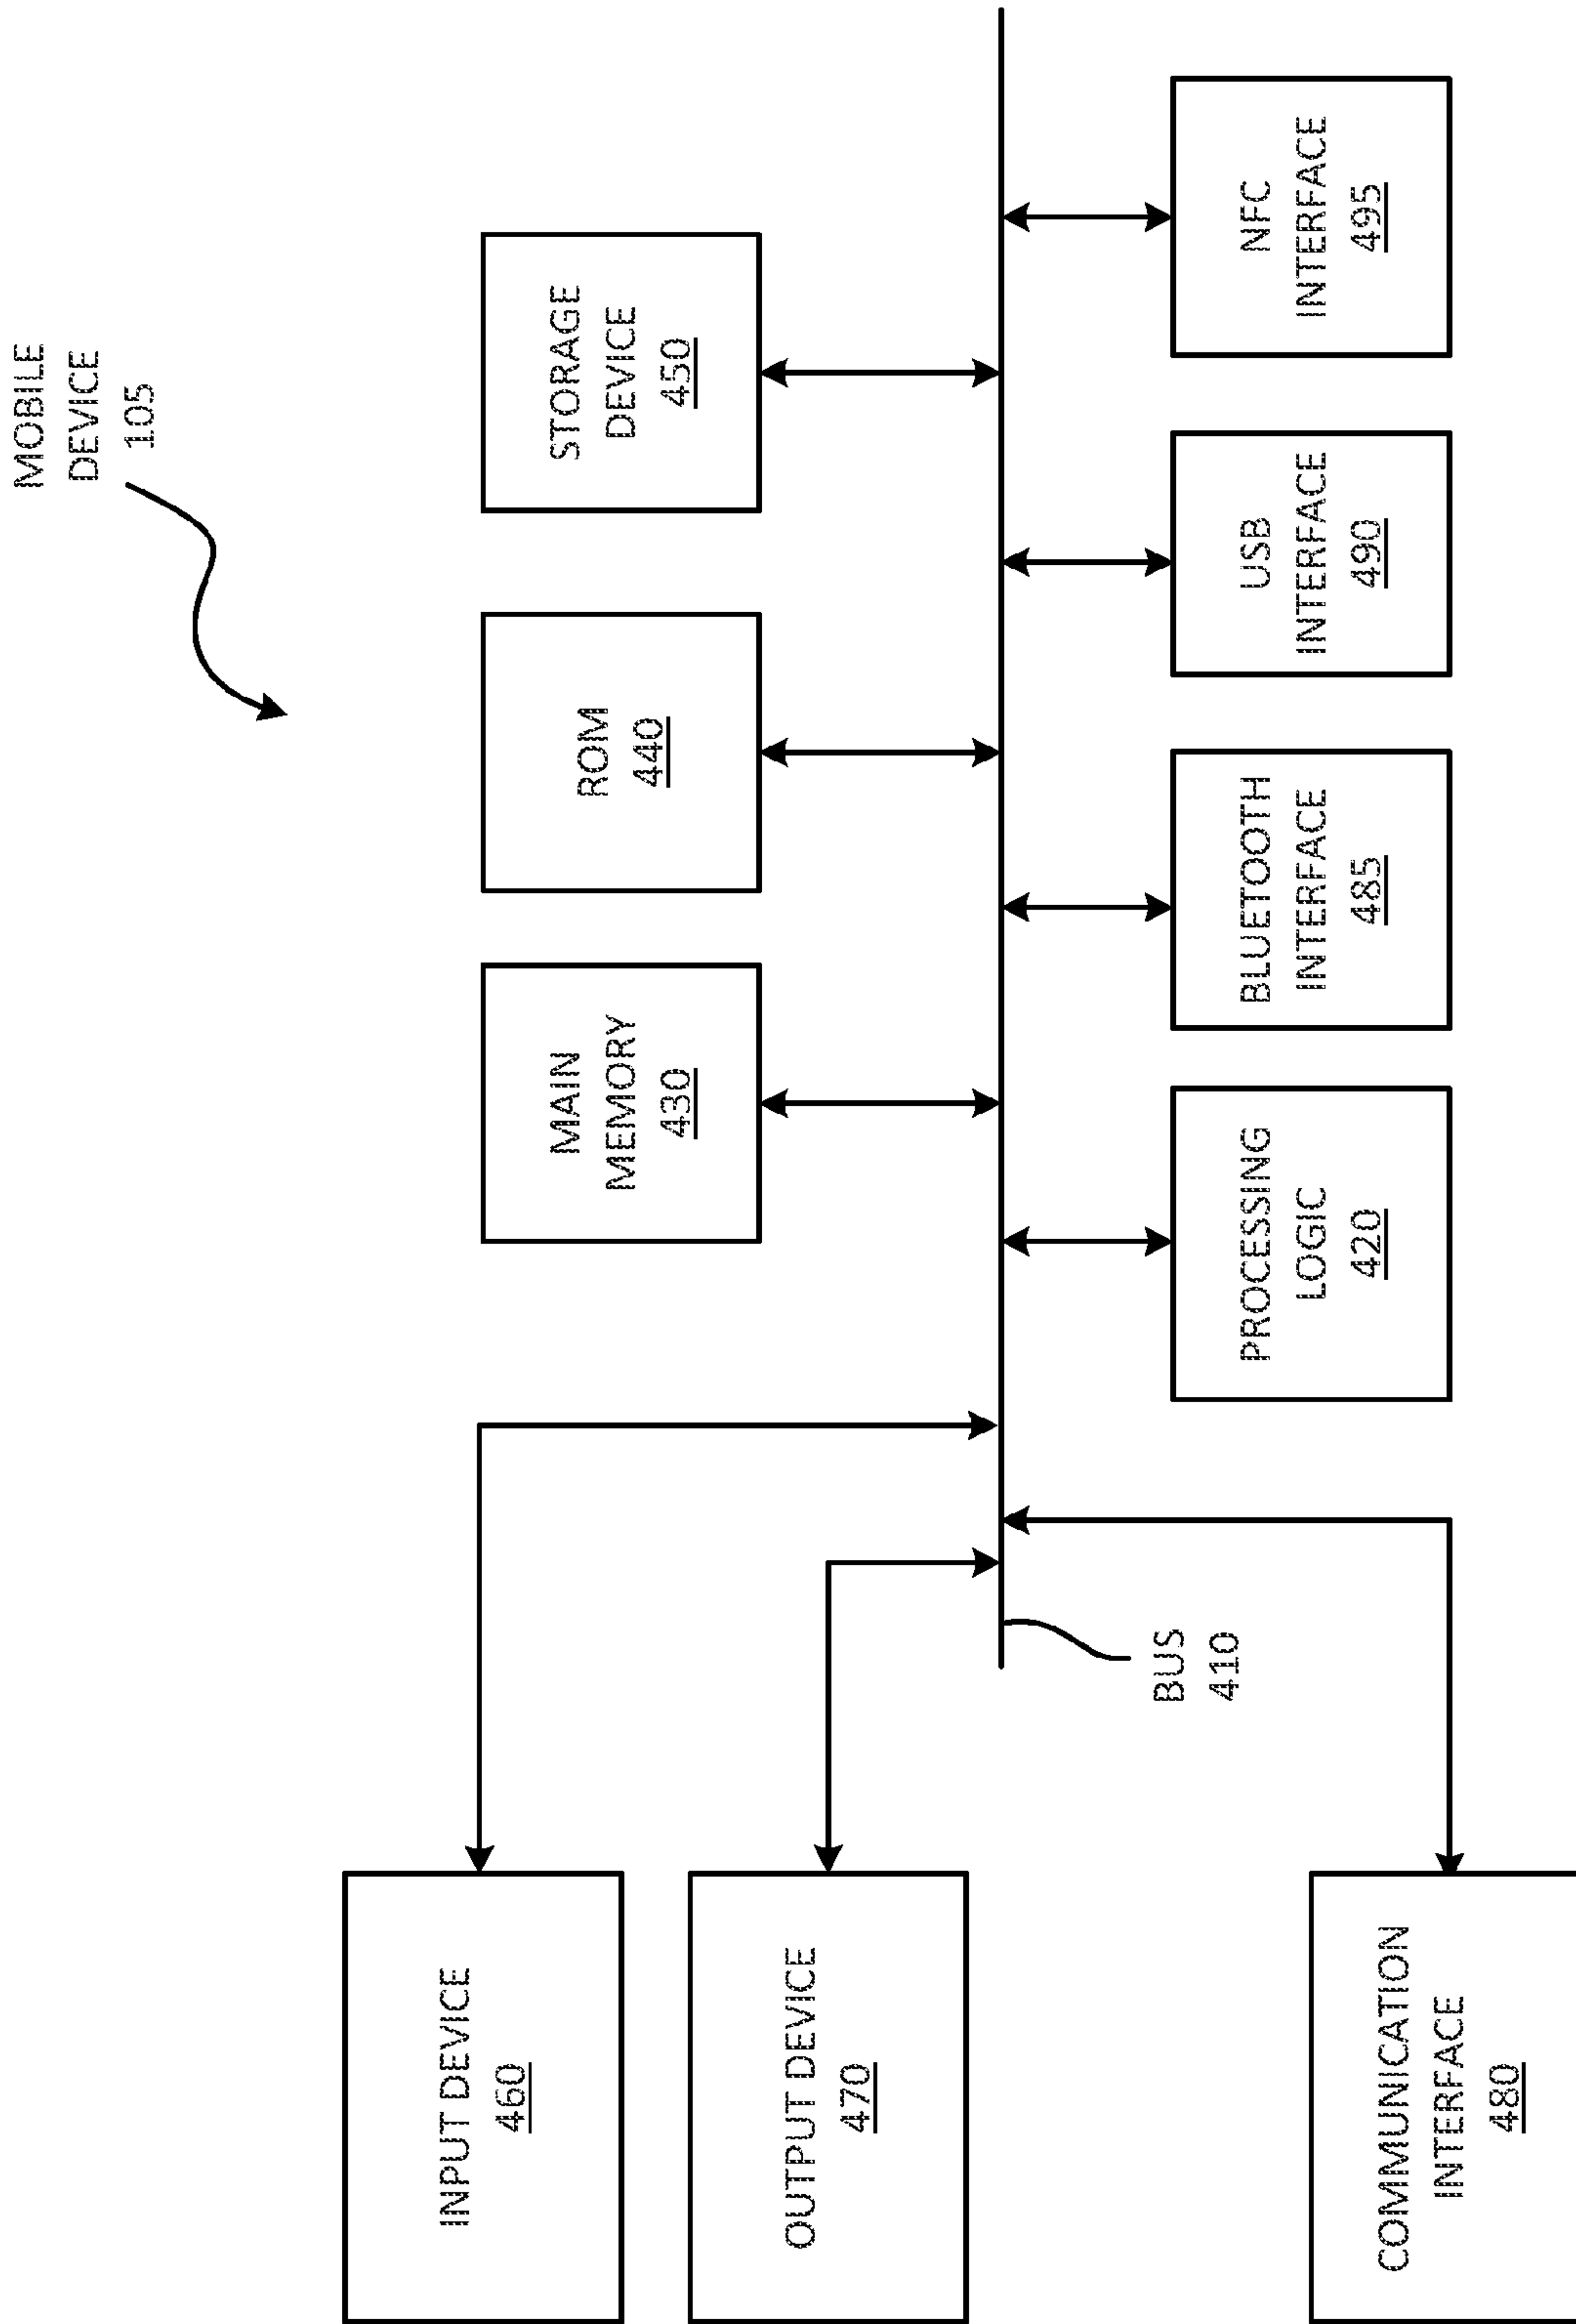 MOBILE
DEVICE
105
MAIN
MEMORY
430
ROM
440
STORAGE
DEVICE
450
INPUT DEVICE
460
OUTPUT DEVICE
470
COMMUNICATION
INTERFACE
480
BUS
410
PROCESSING
LOGIC
420
BLUETOOTH
INTERFACE
485
USB
INTERFACE
490
NFC
INTERFACE
495